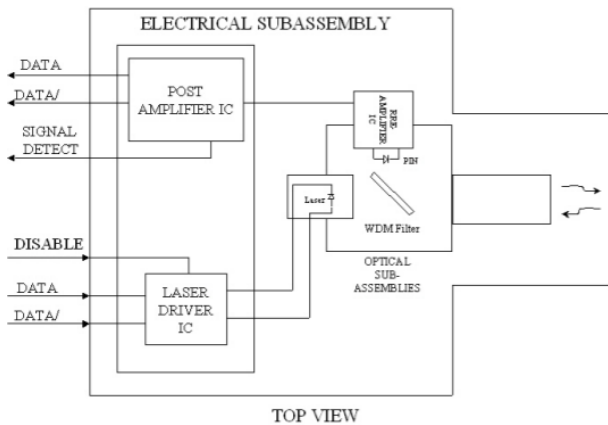 ELECTRICAL SUBASSEMBLY
DATA
DATA/
SIGNAL
DETECT
POST
AMPLIFIER IC
PRE-
AMPLIFIER
IC
PIN
Laser
WDM Filter
OPTICAL
SUB-
ASSEMBLIES
DISABLE
DATA
DATA/
LASER
DRIVER
IC
TOP VIEW